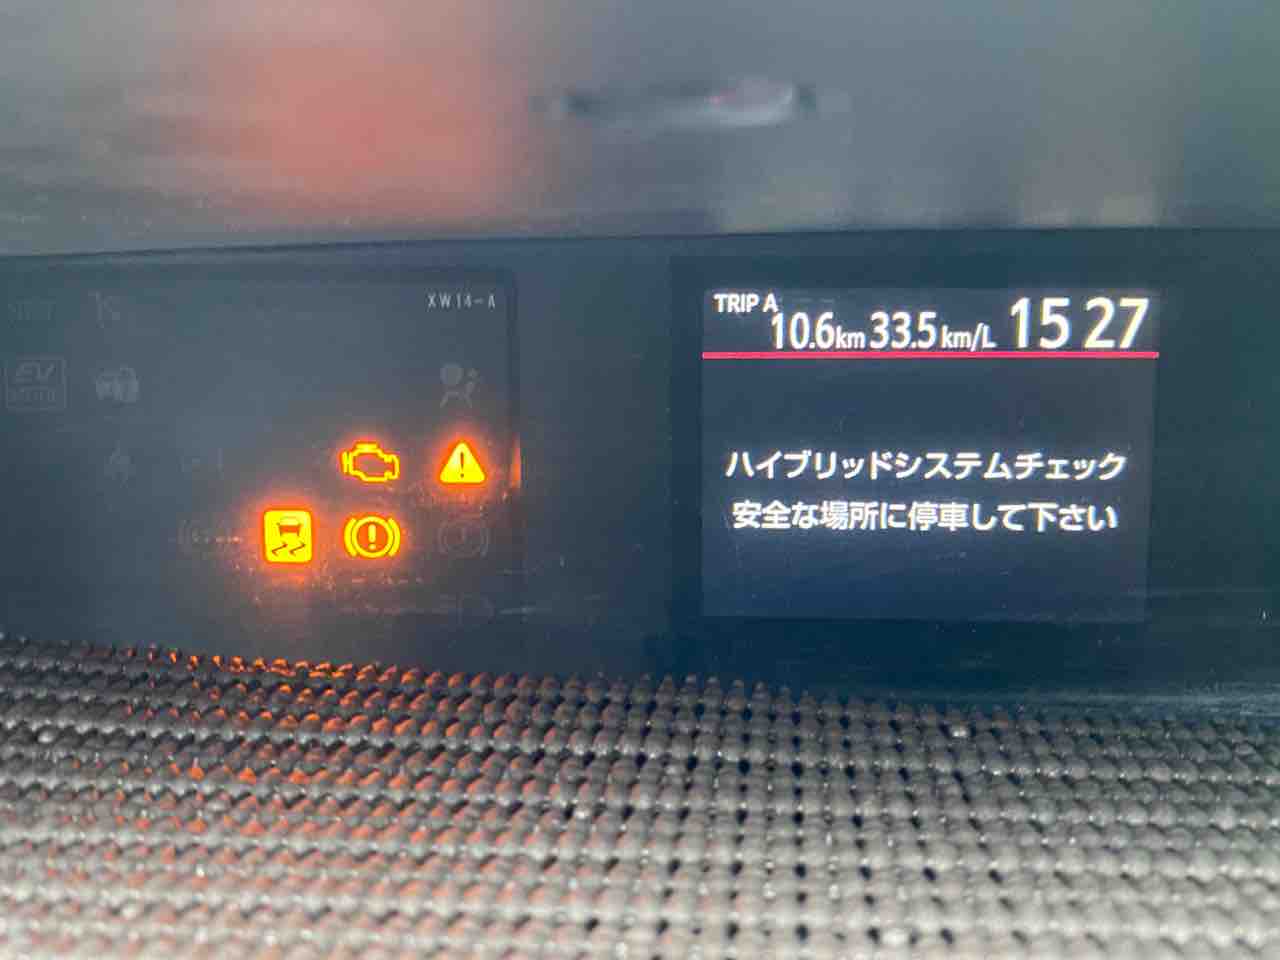 XW14-A
EV
TRIP A
10.6km 33.5km/L 15 27
ハイブリッドシステムチェック
安全な場所に停車して下さい